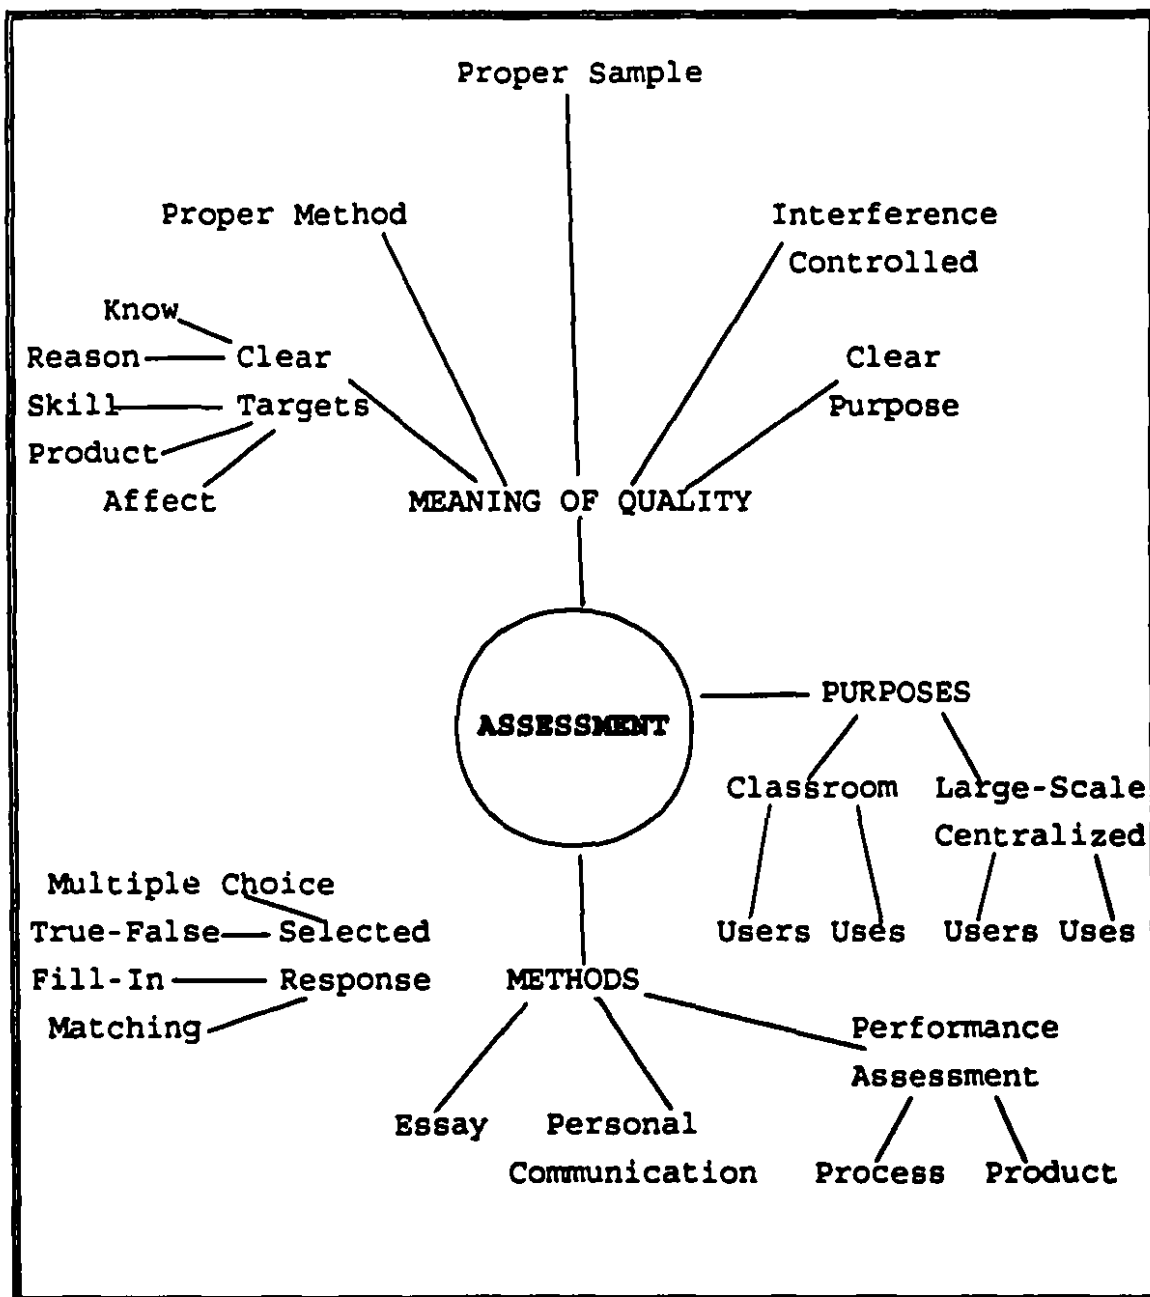 Proper Sample
Proper Method
Interference
Controlled
Know
Reason
Clear
Skill
Targets
Product
Affect
Clear
Purpose
MEANING OF QUALITY
ASSESSMENT
PURPOSES
Classroom
Large-Scale
Centralized
Users
Uses
Users
Uses
Multiple Choice
True-False
Selected
Fill-In
Response
Matching
METHODS
Essay
Personal
Communication
Performance
Assessment
Process
Product